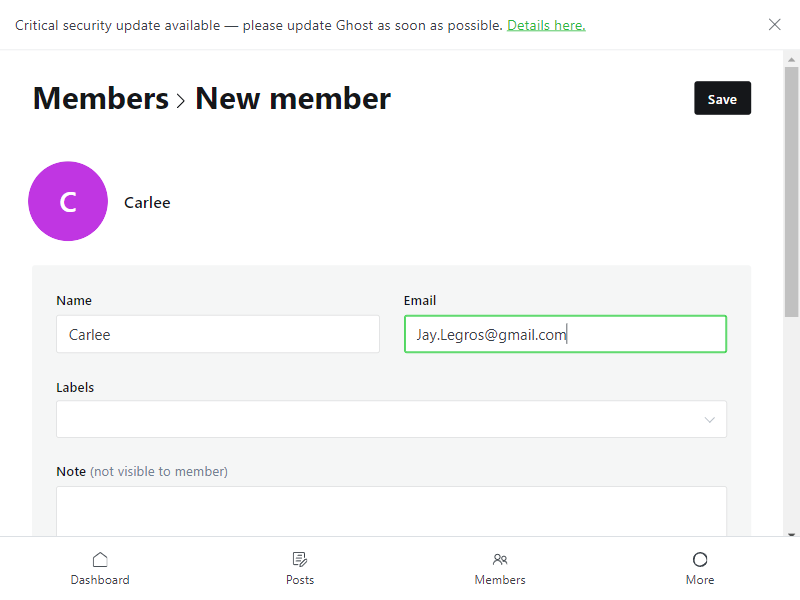 Critical security update available — please update Ghost as soon as possible. Details here.
Members › New member
Save
C
Carlee
Name
Email
Carlee
Jay.Legros@gmail.com
Labels
Note (not visible to member)
Dashboard
Posts
Members
More